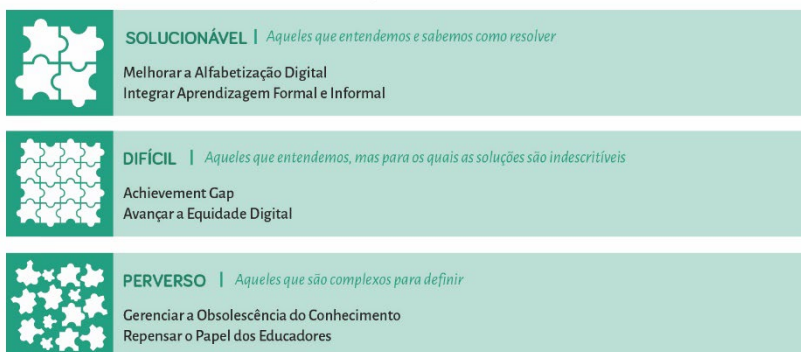 SOLUCIONÁVEL | Aqueles que entendemos e sabemos como resolver
Melhorar a Alfabetização Digital
Integrar Aprendizagem Formal e Informal
DIFÍCIL | Aqueles que entendemos, mas para os quais as soluções são indescritíveis
Achievement Gap
Avançar a Equidade Digital
PERVERSO | Aqueles que são complexos para definir
Gerenciar a Obsolescência do Conhecimento
Repensar o Papel dos Educadores